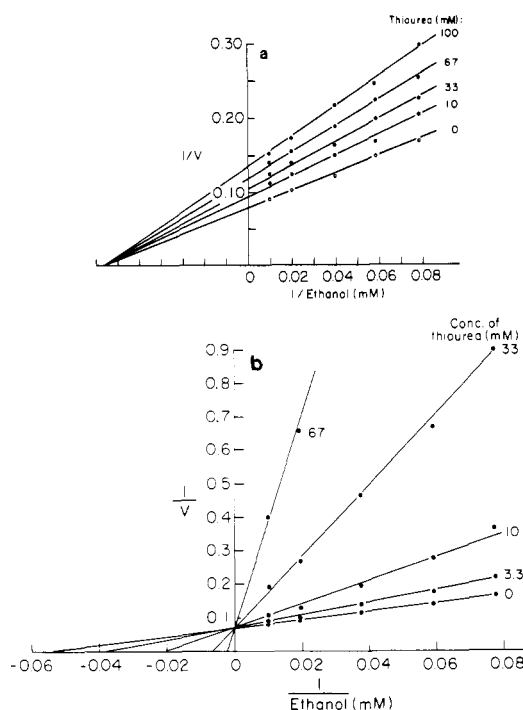 a
Thiourea (mM):
100
67
33
10
0
0.30
0.20
1/V
0.10
0 0.02 0.04 0.06 0.08
1/Ethanol (mM)
b
Conc. of
thiourea (mM)
33
67
10
3.3
0
0.9
0.8
0.7
0.6
0.5
0.4
0.3
0.2
0.1
1
V
-0.06 -0.04 -0.02 0 0.02 0.04 0.06 0.08
1
Ethanol (mM)